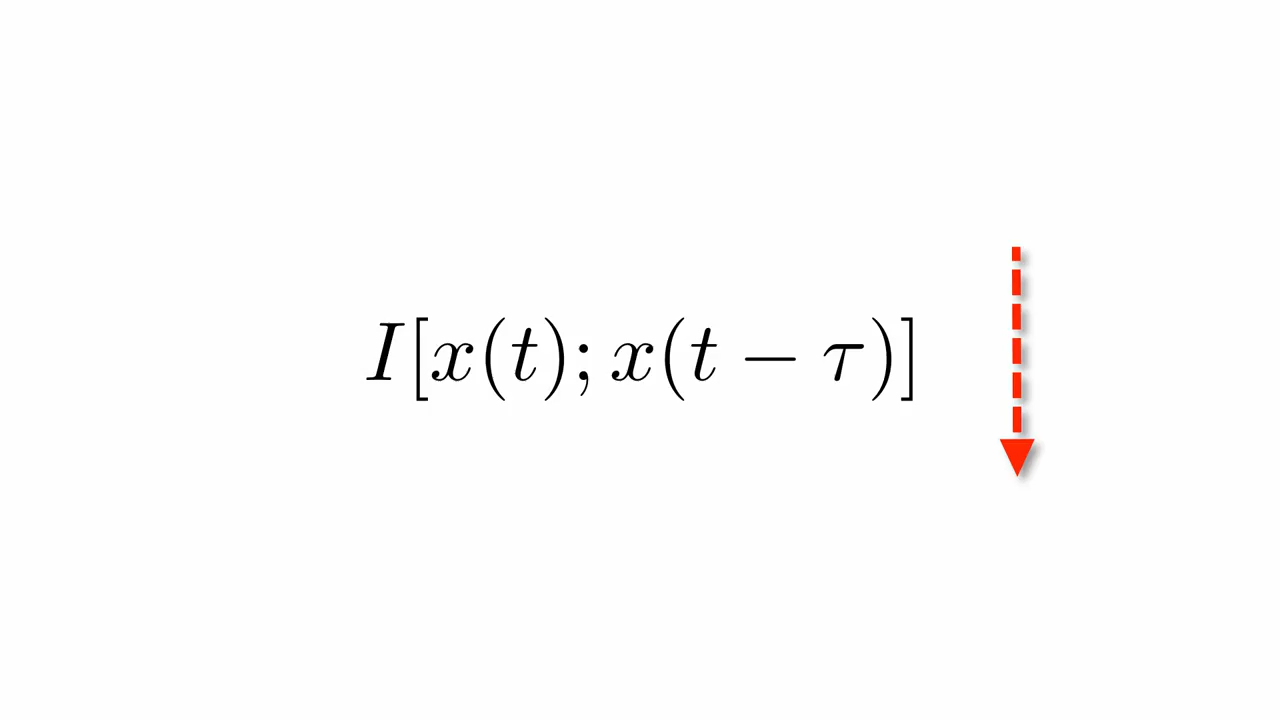 I[x(t); x(t − τ)]